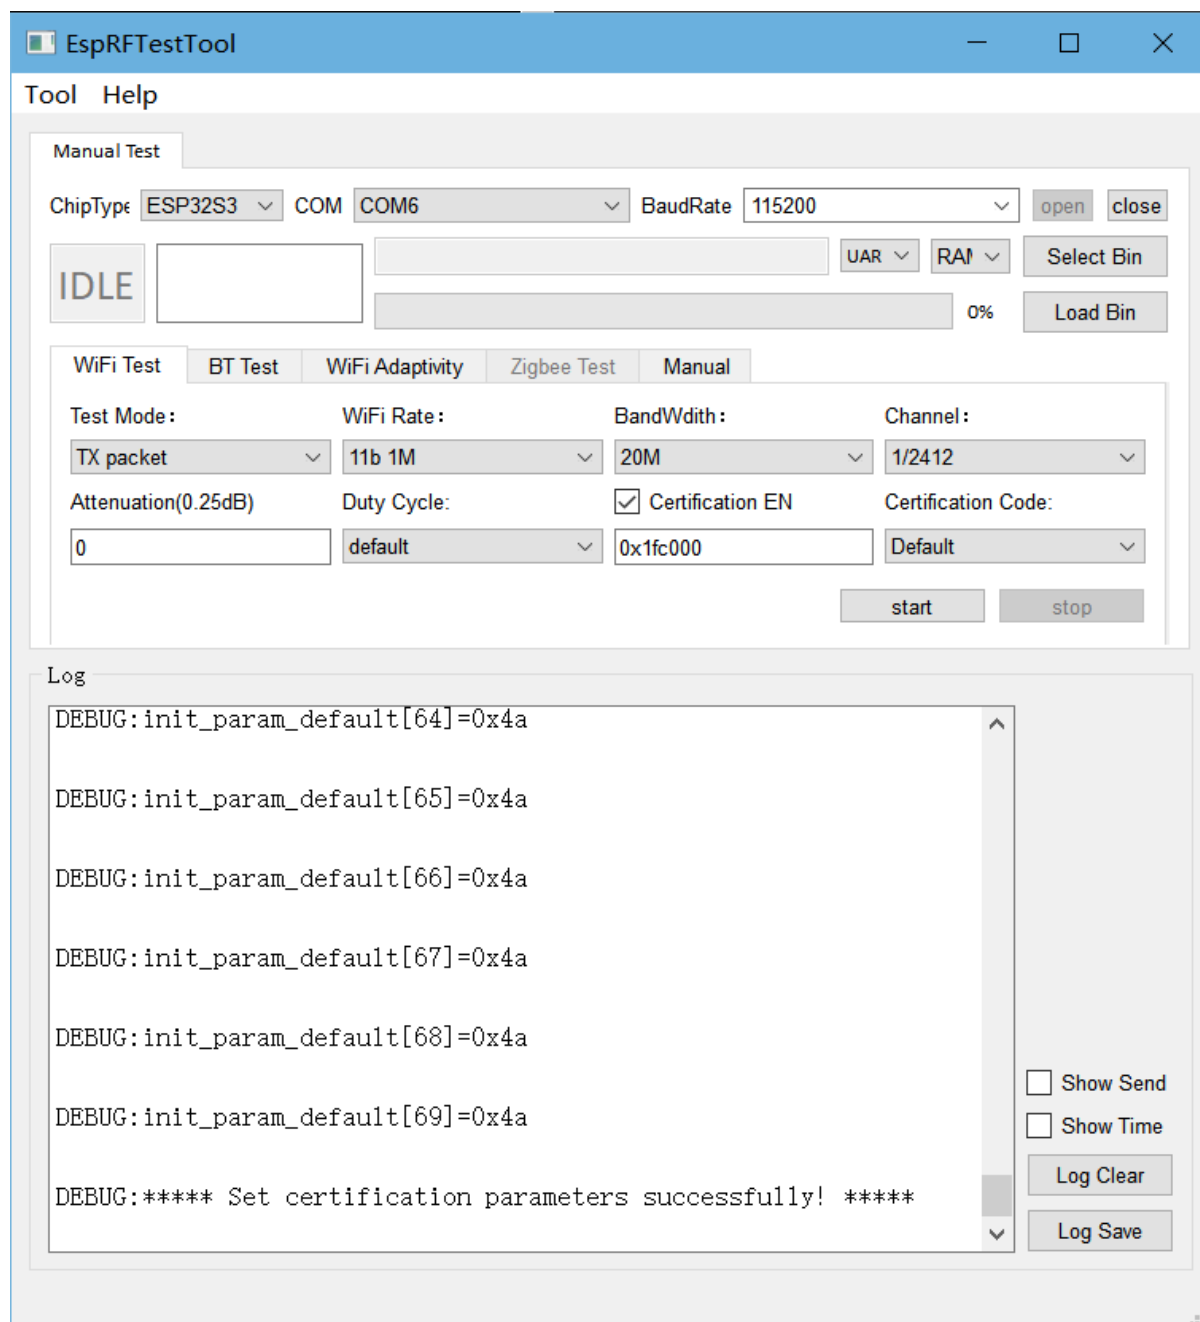 EspRFTestTool
Tool Help
Manual Test
ChipType ESP32S3 COM COM6 BaudRate 115200 open close
IDLE UAR RAM Select Bin
0% Load Bin
WiFi Test BT Test WiFi Adaptivity Zigbee Test Manual
Test Mode: WiFi Rate: BandWdith: Channel:
TX packet 11b 1M 20M 1/2412
Attenuation(0.25dB) Duty Cycle: Certification EN Certification Code:
0 default 0x1fc000 Default
start stop
Log
DEBUG:init_param_default[64]=0x4a
DEBUG:init_param_default[65]=0x4a
DEBUG:init_param_default[66]=0x4a
DEBUG:init_param_default[67]=0x4a
DEBUG:init_param_default[68]=0x4a
DEBUG:init_param_default[69]=0x4a
DEBUG:***** Set certification parameters successfully! *****
Show Send
Show Time
Log Clear
Log Save